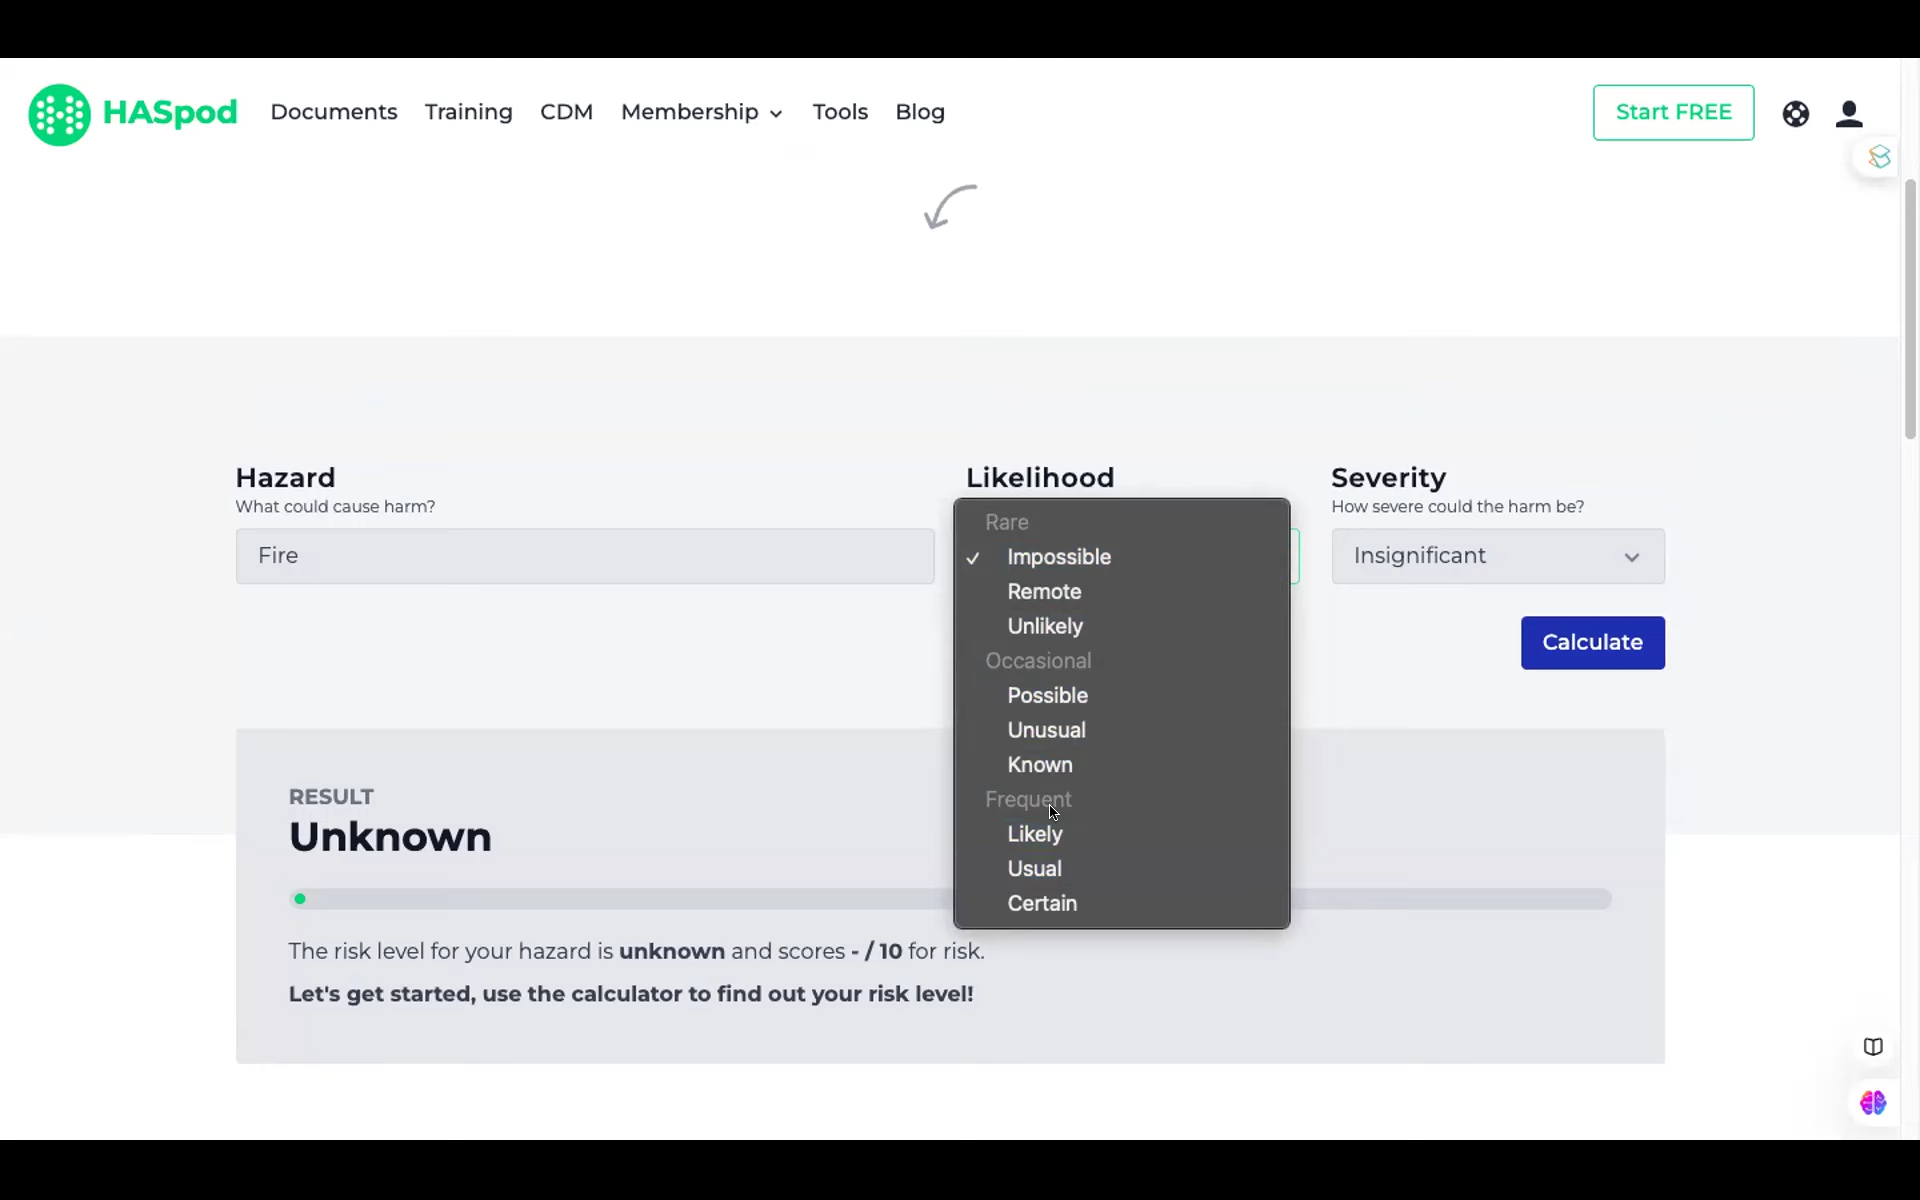 HASpod
Documents
Training
CDM
Membership
Tools
Blog
Start FREE
Hazard
What could cause harm?
Fire
Likelihood
Rare
Impossible
Remote
Unlikely
Occasional
Possible
Unusual
Known
Frequent
Likely
Usual
Certain
Severity
How severe could the harm be?
Insignificant
Calculate
RESULT
Unknown
The risk level for your hazard is unknown and scores - / 10 for risk.
Let's get started, use the calculator to find out your risk level!